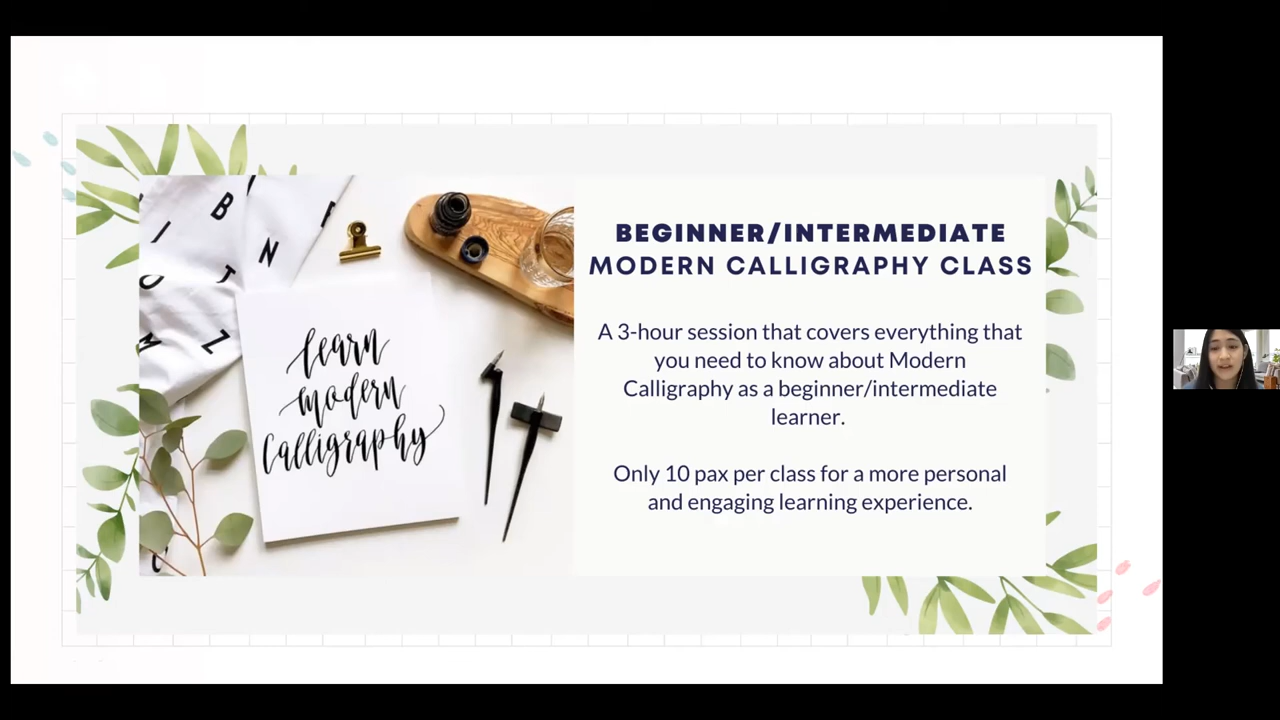 BEGINNER/INTERMEDIATE
MODERN CALLIGRAPHY CLASS
A 3-hour session that covers everything that
you need to know about Modern
Calligraphy as a beginner/intermediate
learner.
Only 10 pax per class for a more personal
and engaging learning experience.
learn
modern
Calligraphy
B
I
N
T
Z